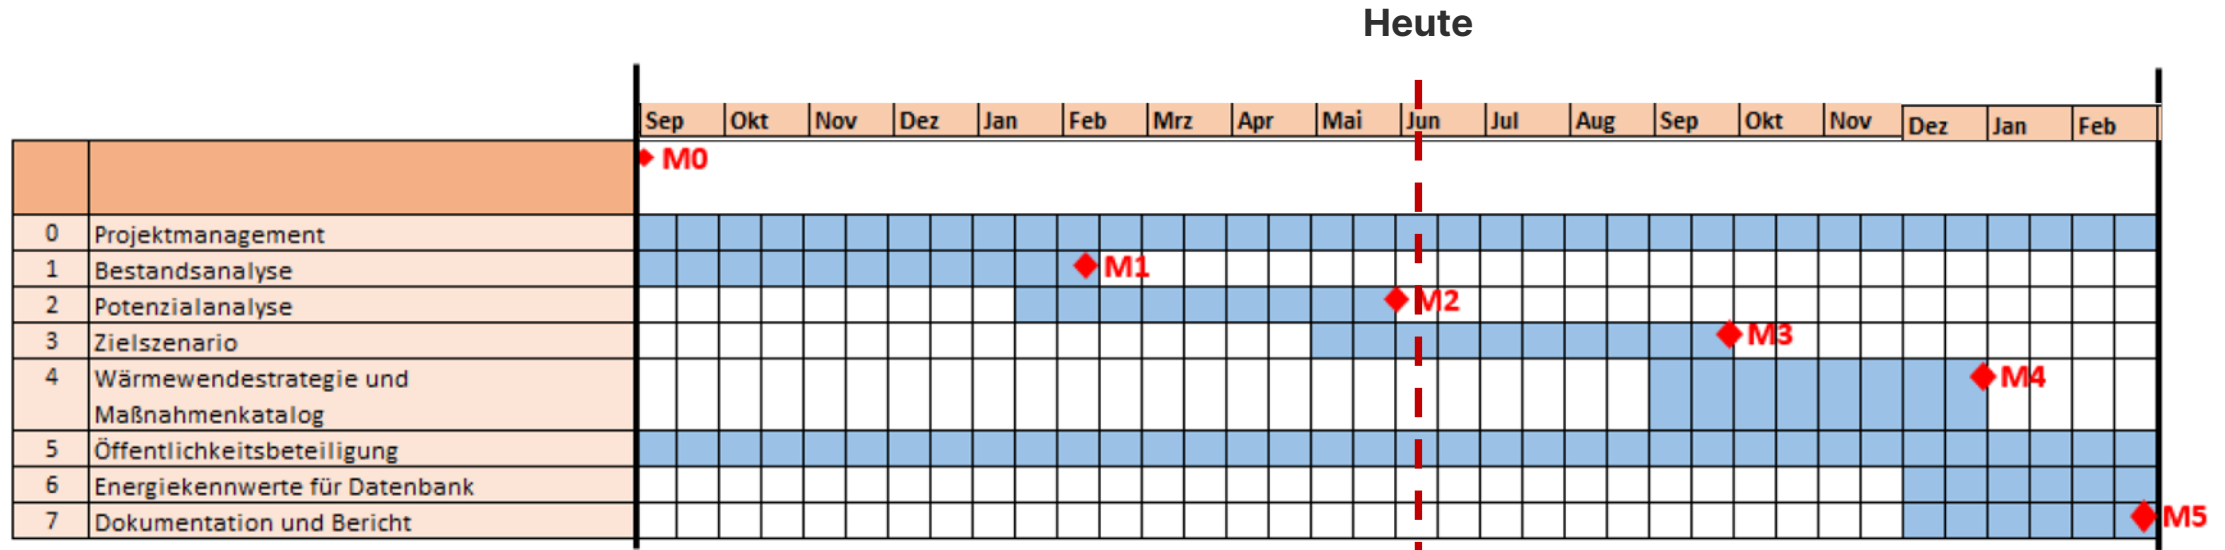 Heute
Sep Okt Nov Dez Jan Feb Mrz Apr Mai Jun Jul Aug Sep Okt Nov Dez Jan Feb
M0
0 Projektmanagement
1 Bestandsanalyse M1
2 Potenzialanalyse M2
3 Zielszenario M3
4 Wärmewendestrategie und M4
Maßnahmenkatalog
5 Öffentlichkeitsbeteiligung
6 Energiekennwerte für Datenbank
7 Dokumentation und Bericht M5